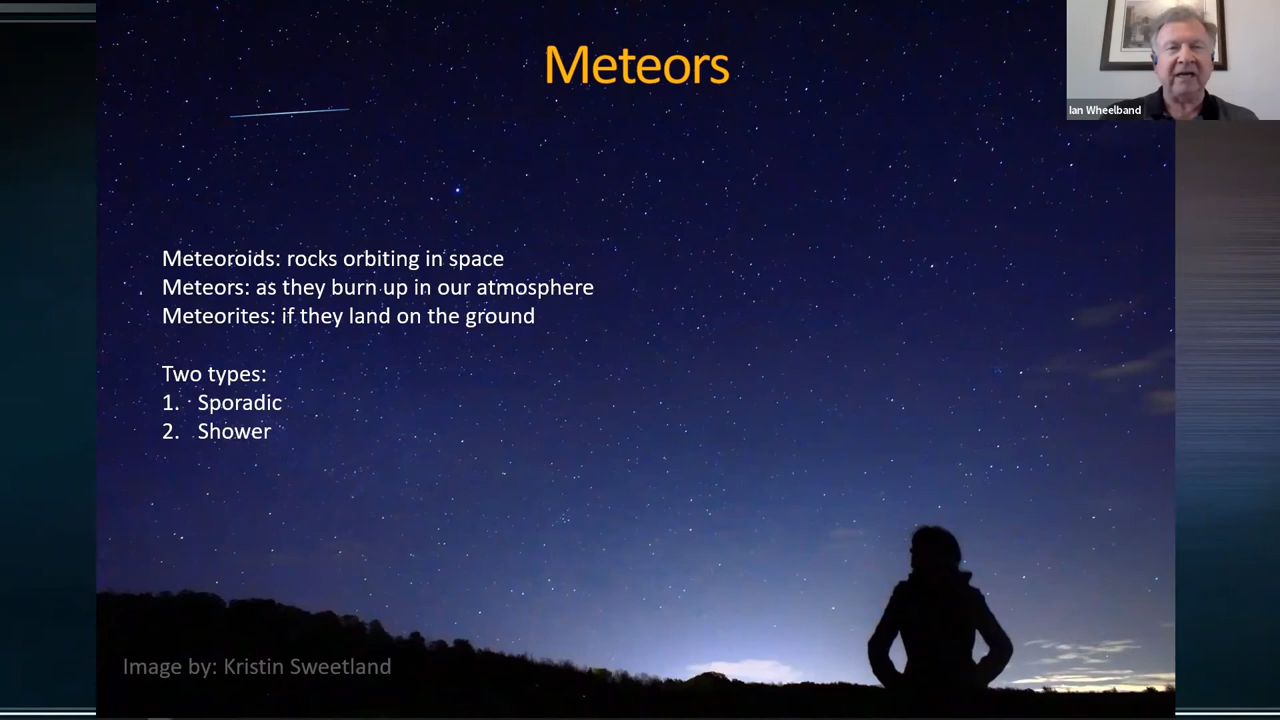 Meteors
Ian Wheelband
Meteoroids: rocks orbiting in space
Meteors: as they burn up in our atmosphere
Meteorites: if they land on the ground
Two types:
1. Sporadic
2. Shower
Image by: Kristin Sweetland